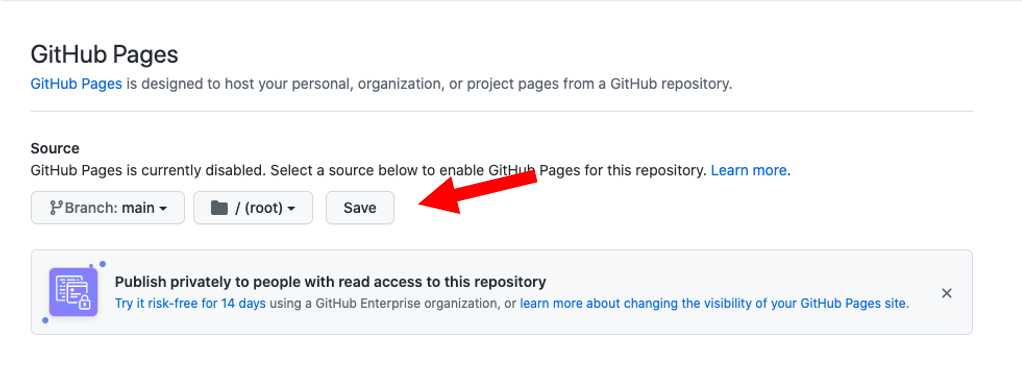 GitHub Pages
GitHub Pages is designed to host your personal, organization, or project pages from a GitHub repository.
Source
GitHub Pages is currently disabled. Select a source below to enable GitHub Pages for this repository. Learn more.
Branch: main
/ (root)
Save
Publish privately to people with read access to this repository
Try it risk-free for 14 days using a GitHub Enterprise organization, or learn more about changing the visibility of your GitHub Pages site.